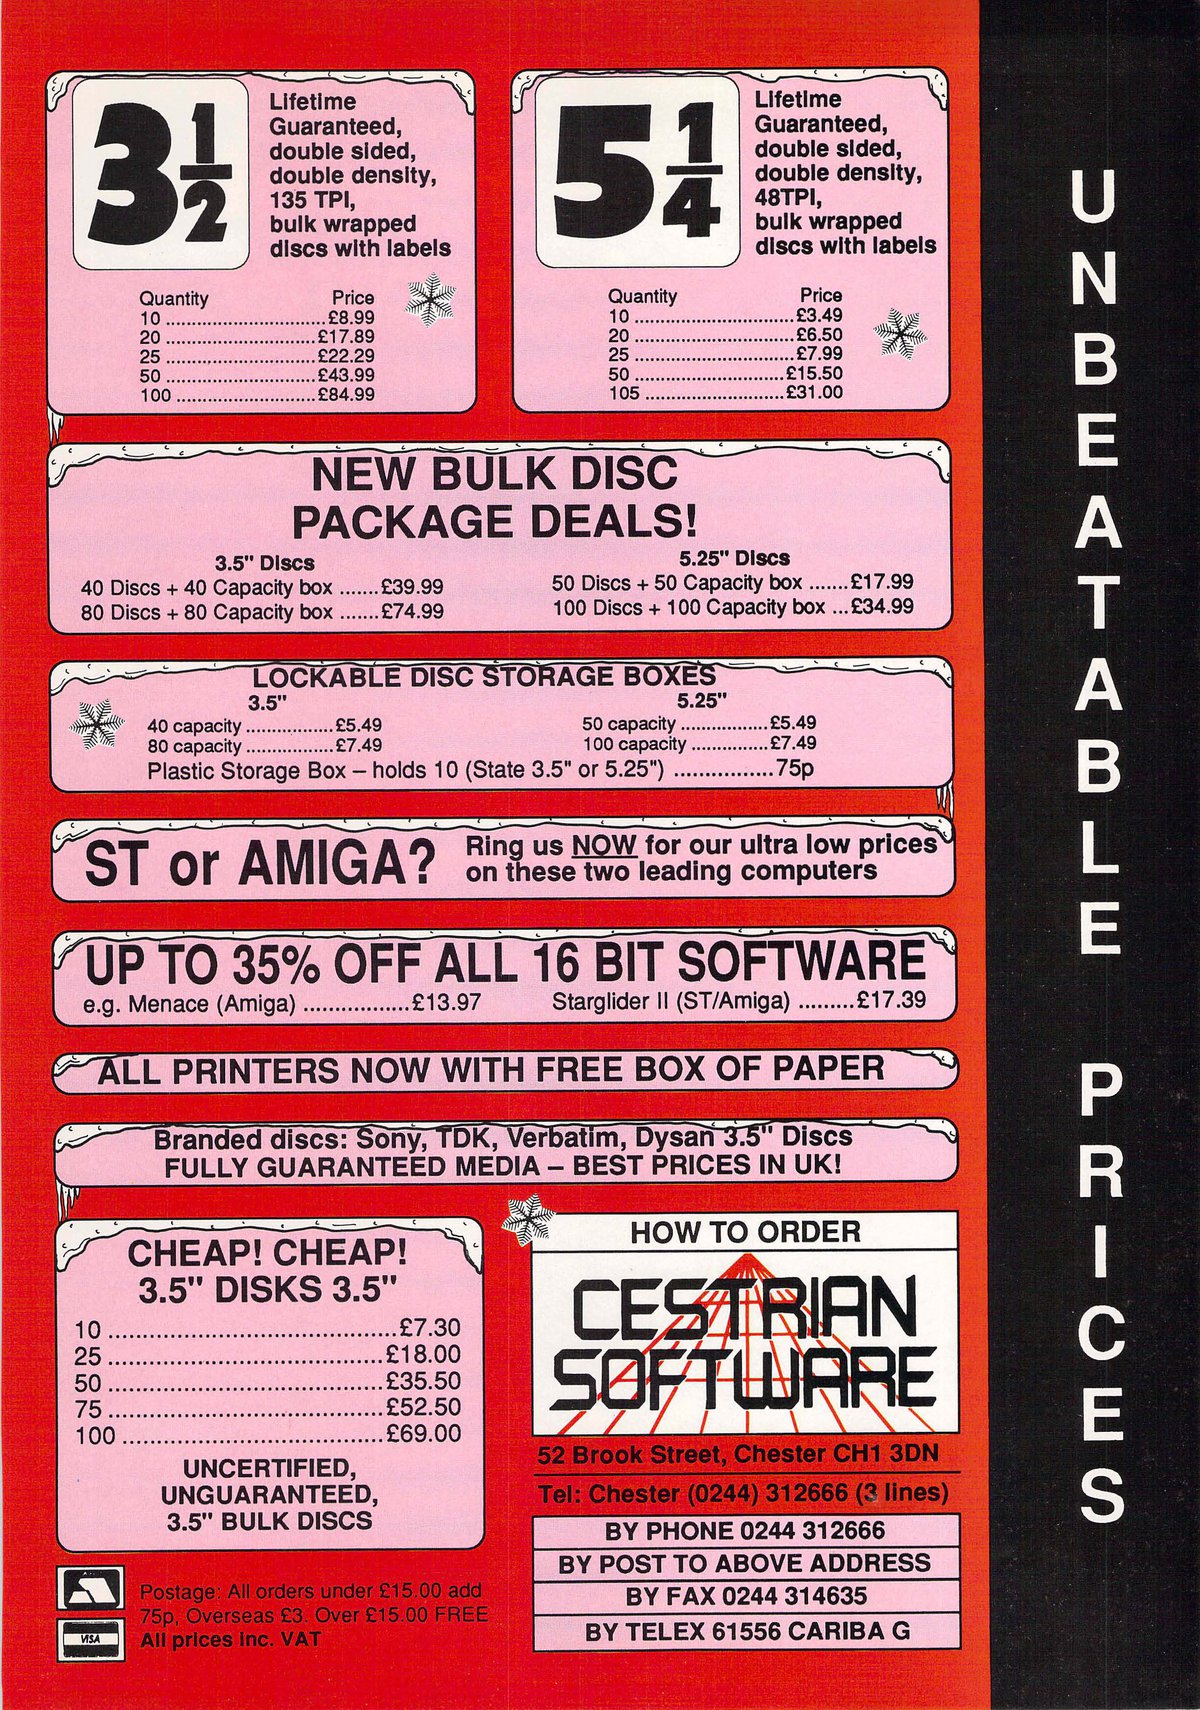 3 1/2
Lifetime
Guaranteed,
double sided,
double density,
135 TPI,
bulk wrapped
discs with labels
Quantity Price
10 ..............................£8.99
20 ............................£17.89
25 ............................£22.29
50 ............................£43.99
100 ..........................£84.99
5 1/4
Lifetime
Guaranteed,
double sided,
double density,
48TPI,
bulk wrapped
discs with labels
Quantity Price
10 ..............................£3.49
20 ..............................£6.50
25 ..............................£7.99
50 ............................£15.50
105 ..........................£31.00
NEW BULK DISC
PACKAGE DEALS!
3.5" Discs
40 Discs + 40 Capacity box .......£39.99
80 Discs + 80 Capacity box .......£74.99
5.25" Discs
50 Discs + 50 Capacity box .......£17.99
100 Discs + 100 Capacity box ...£34.99
LOCKABLE DISC STORAGE BOXES
3.5" 5.25"
40 capacity .................£5.49 50 capacity .................£5.49
80 capacity .................£7.49 100 capacity ...............£7.49
Plastic Storage Box – holds 10 (State 3.5" or 5.25") .................75p
ST or AMIGA?
Ring us NOW for our ultra low prices
on these two leading computers
UP TO 35% OFF ALL 16 BIT SOFTWARE
e.g. Menace (Amiga) .................£13.97 Starglider II (ST/Amiga) .........£17.39
ALL PRINTERS NOW WITH FREE BOX OF PAPER
Branded discs: Sony, TDK, Verbatim, Dysan 3.5" Discs
FULLY GUARANTEED MEDIA – BEST PRICES IN UK!
CHEAP! CHEAP!
3.5" DISKS 3.5"
10 ........................................£7.30
25 ......................................£18.00
50 ......................................£35.50
75 ......................................£52.50
100 ....................................£69.00
UNCERTIFIED,
UNGUARANTEED,
3.5" BULK DISCS
VISA
Postage: All orders under £15.00 add
75p, Overseas £3. Over £15.00 FREE
All prices inc. VAT
HOW TO ORDER
CESTRIAN
SOFTWARE
52 Brook Street, Chester CH1 3DN
Tel: Chester (0244) 312666 (3 lines)
BY PHONE 0244 312666
BY POST TO ABOVE ADDRESS
BY FAX 0244 314635
BY TELEX 61556 CARIBA G
UNBEATABLE PRICES